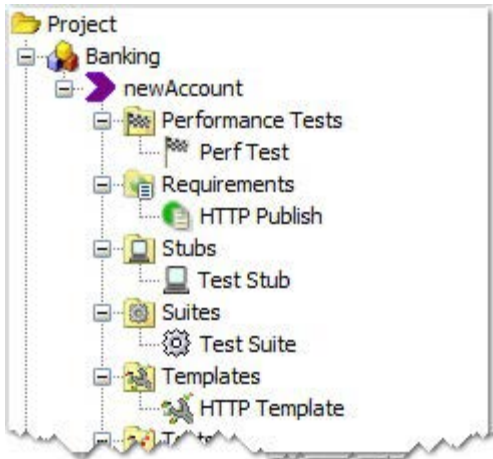 Project
Banking
newAccount
Performance Tests
Perf Test
Requirements
HTTP Publish
Stubs
Test Stub
Suites
Test Suite
Templates
HTTP Template
Tests